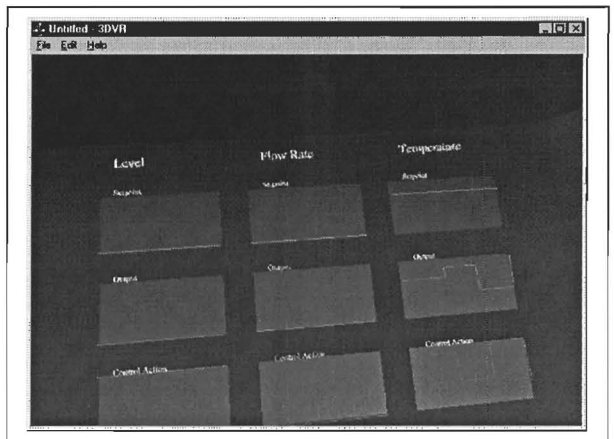 Untitled - 3DVR
File Edit Help
Level Flow Rate Temperature
Setpoint Setpoint Setpoint
Output Output Output
Control Action Control Action Control Action